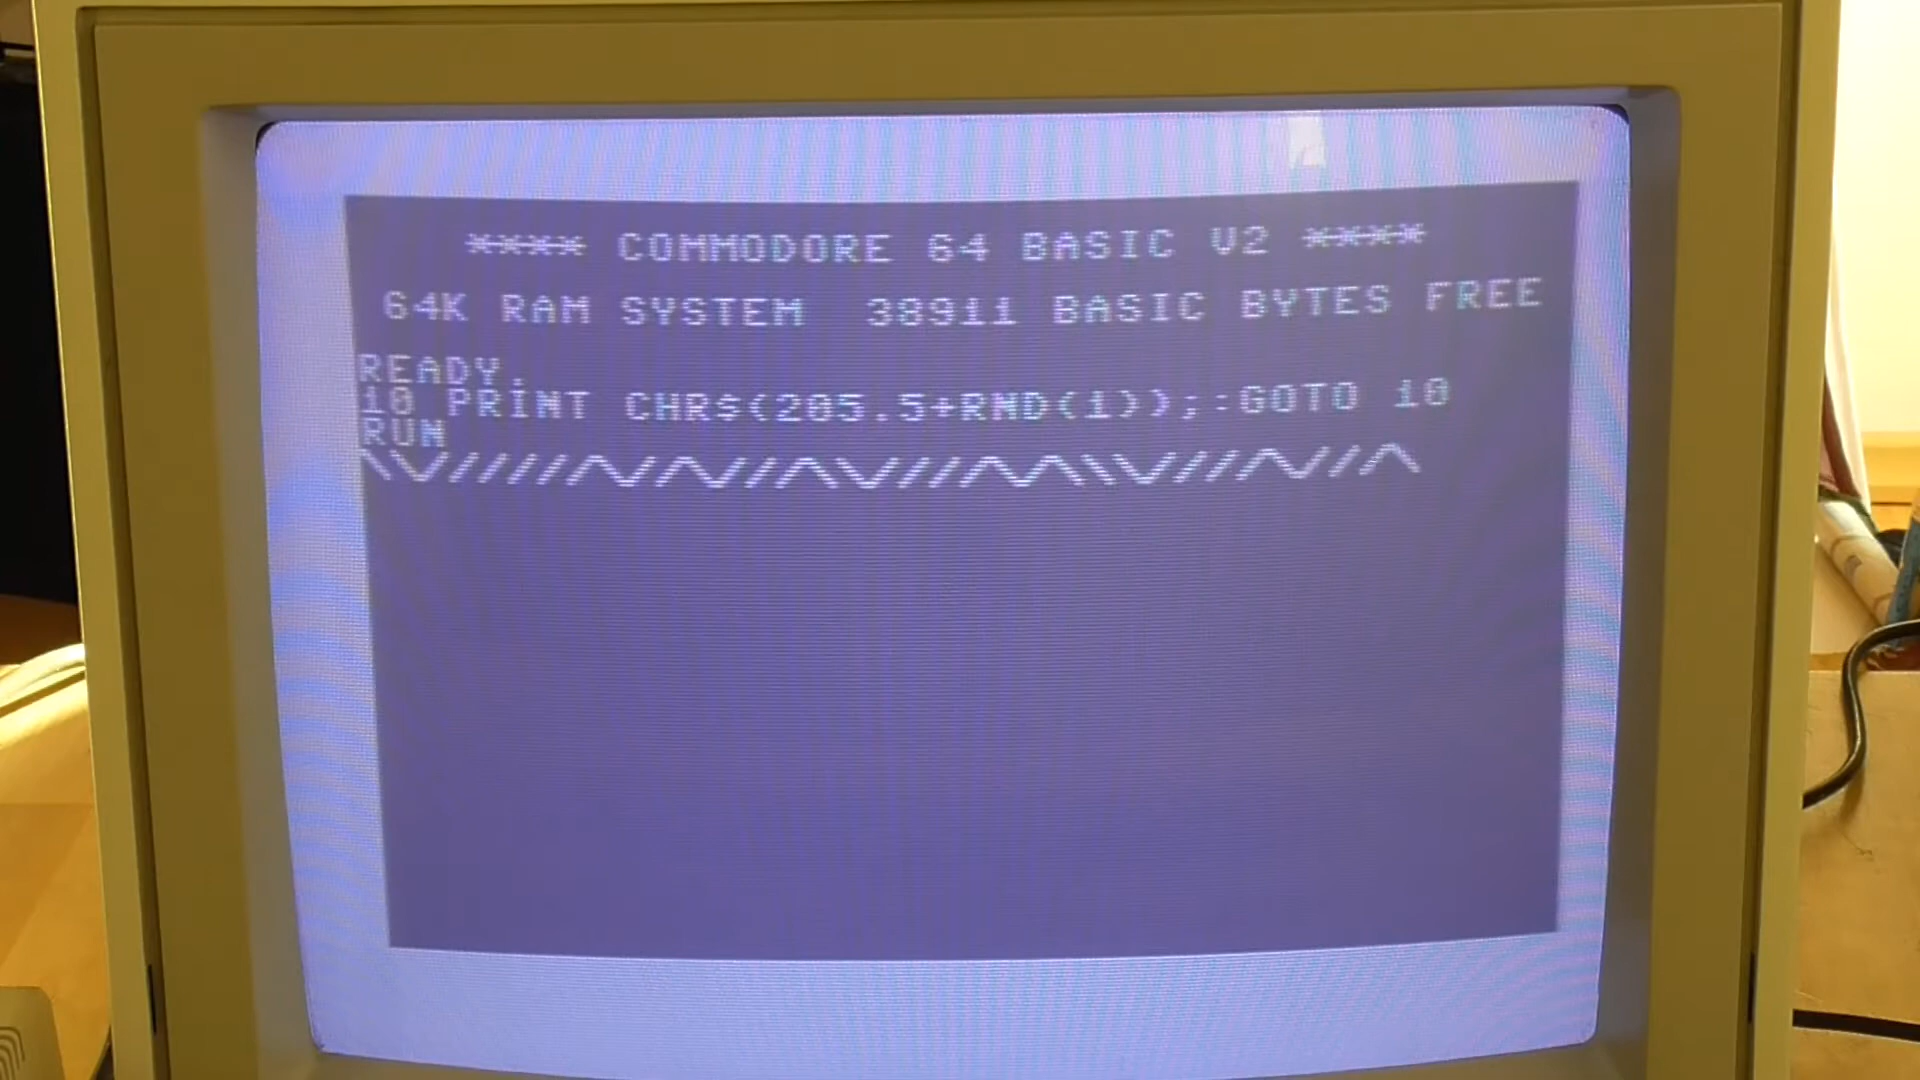 **** COMMODORE 64 BASIC V2 ****
64K RAM SYSTEM  38911 BASIC BYTES FREE
READY.
10 PRINT CHR$(205.5+RND(1));:GOTO 10
RUN